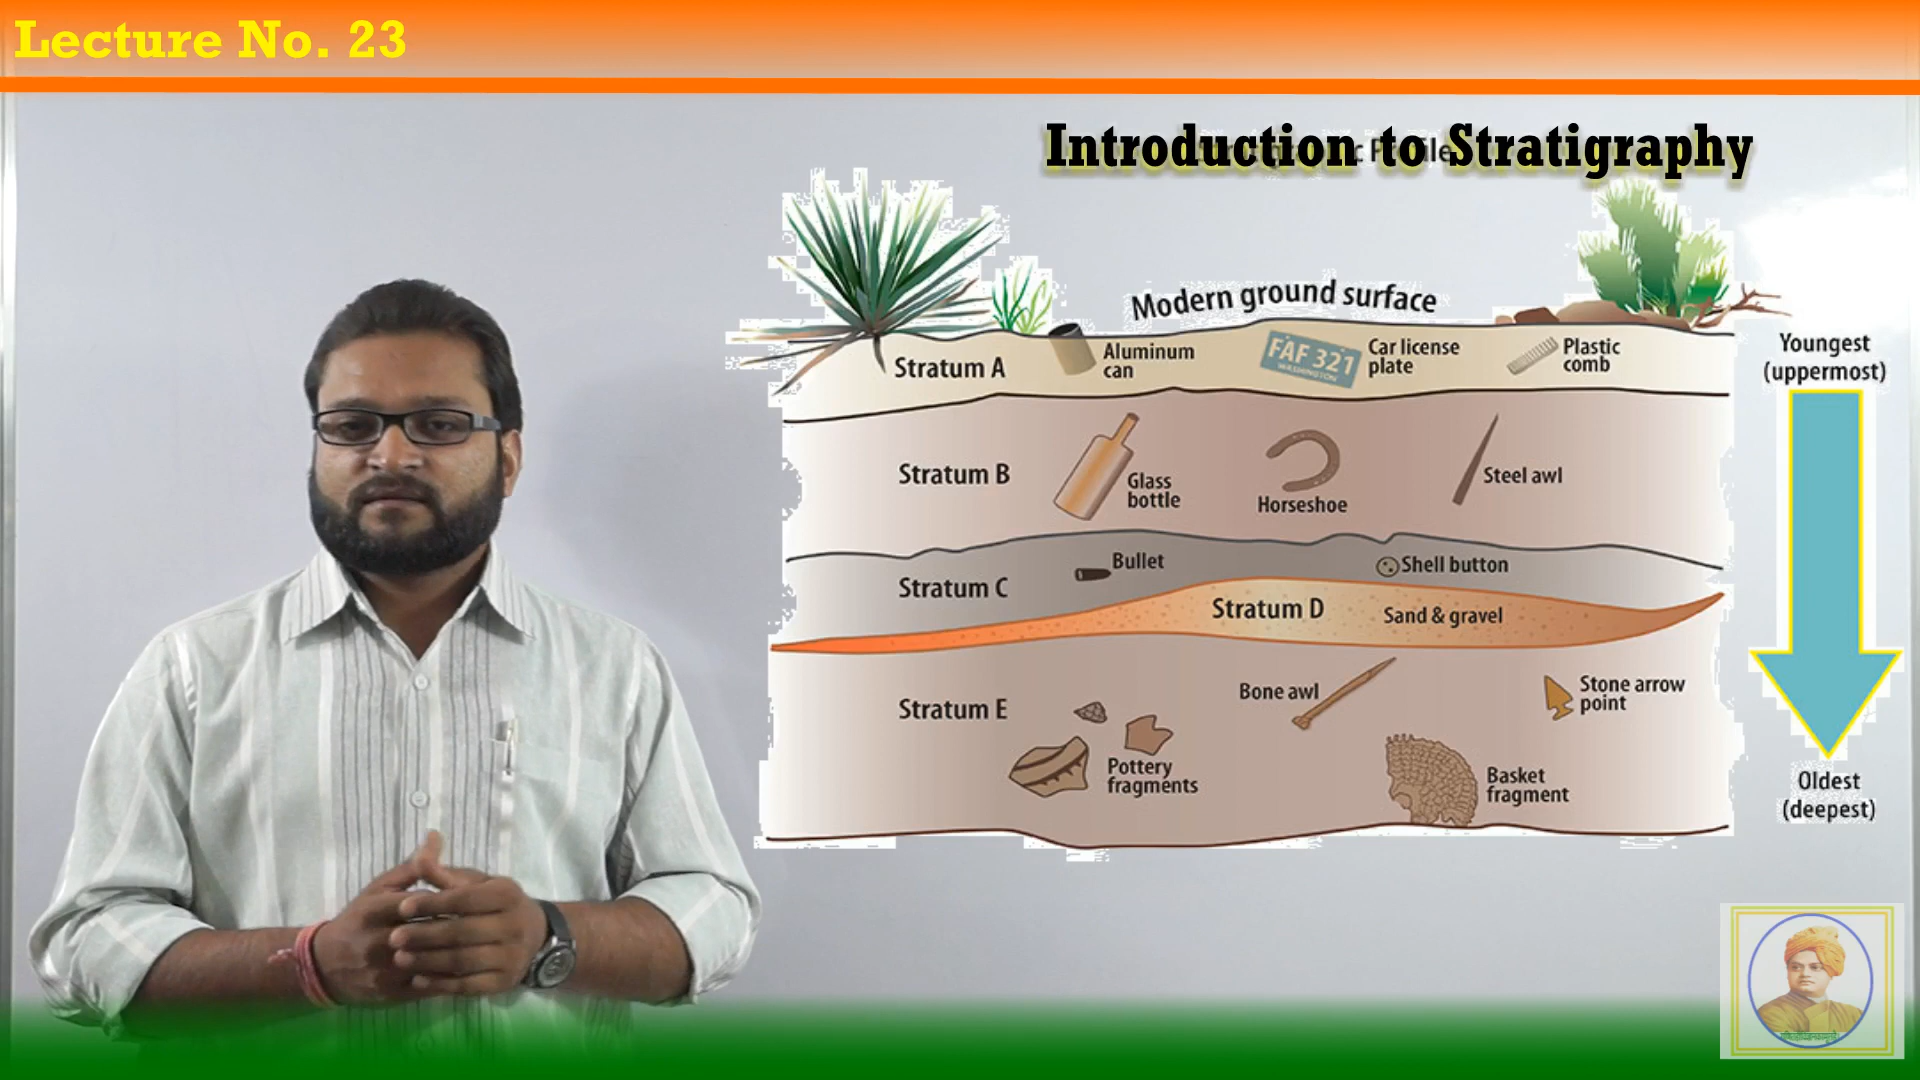 Lecture No. 23
Introduction to Stratigraphy
Modern ground surface
Stratum A
Aluminum
can
FAF 321
WASHINGTON
Car license
plate
Plastic
comb
Youngest
(uppermost)
Stratum B
Glass
bottle
Horseshoe
Steel awl
Stratum C
Bullet
Shell button
Stratum D
Sand & gravel
Stratum E
Bone awl
Stone arrow
point
Pottery
fragments
Basket
fragment
Oldest
(deepest)